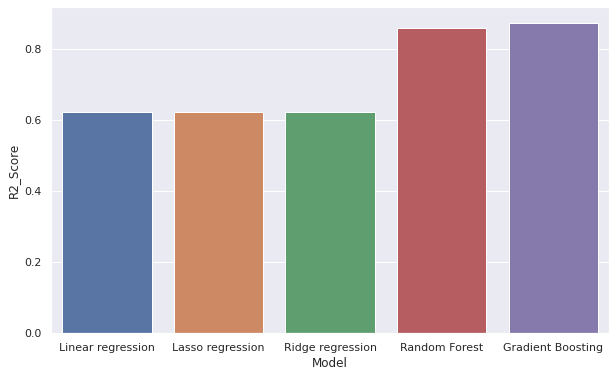 R2_Score
0.8
0.6
0.4
0.2
0.0
Linear regression
Lasso regression
Ridge regression
Random Forest
Gradient Boosting
Model